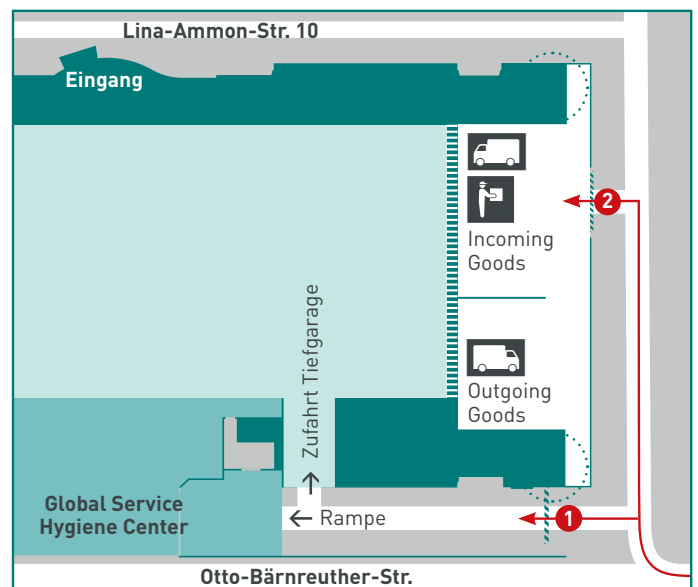 Lina-Ammon-Str. 10
Eingang
2
Incoming
Goods
Zufahrt Tiefgarage
Outgoing
Goods
Global Service
Hygiene Center
← Rampe
1
Otto-Bärnreuther-Str.